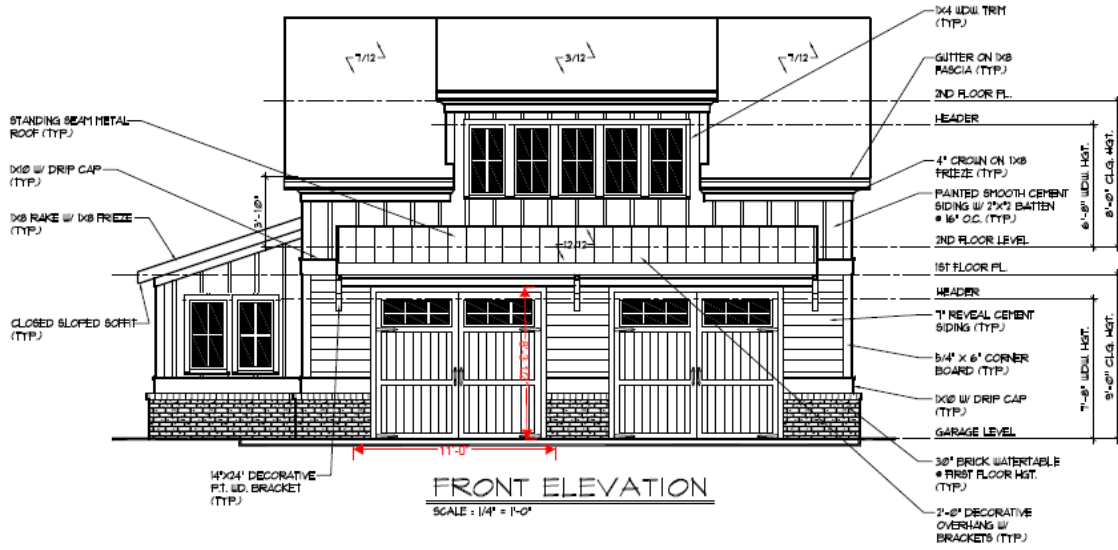 1X4 WDW. TRIM
(TYP.)
7/12
3/12
7/12
GUTTER ON 1X8
FASCIA (TYP.)
2ND FLOOR PL.
STANDING SEAM METAL
ROOF (TYP.)
HEADER
1X10 W/ DRIP CAP
(TYP.)
4" CROWN ON 1X8
FRIEZE (TYP.)
6'-8" WDW. HGT.
8'-0" CLG. HGT.
3'-10"
PAINTED SMOOTH CEMENT
SIDING W/ 2"X2" BATTEN
@ 16" O.C. (TYP.)
1X8 RAKE W/ 1X8 FRIEZE
(TYP.)
12/12
2ND FLOOR LEVEL
1ST FLOOR PL.
HEADER
CLOSED SLOPED SOFFIT
(TYP.)
7" REVEAL CEMENT
SIDING (TYP.)
8'-3 1/2"
5/4" X 6" CORNER
BOARD (TYP.)
7'-8" WDW. HGT.
9'-0" CLG. HGT.
1X10 W/ DRIP CAP
(TYP.)
GARAGE LEVEL
11'-0"
14"X24" DECORATIVE
P.T. WD. BRACKET
(TYP.)
30" BRICK WATERTABLE
@ FIRST FLOOR HGT.
(TYP.)
FRONT ELEVATION
SCALE : 1/4" = 1'-0"
2'-0" DECORATIVE
OVERHANG W/
BRACKETS (TYP.)